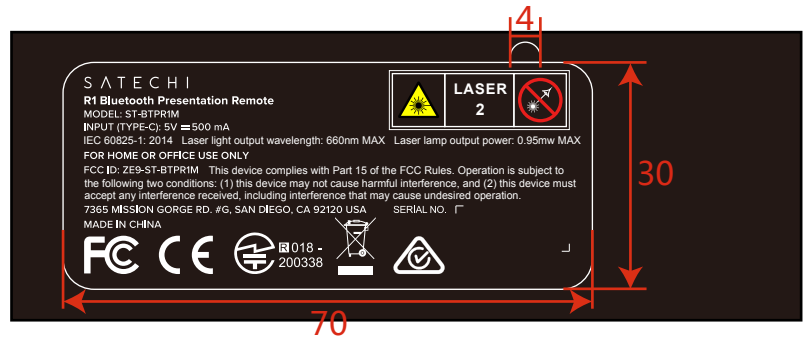 4
SATECHI
R1 Bluetooth Presentation Remote
MODEL: ST-BTPR1M
INPUT (TYPE-C): 5V 500 mA
IEC 60825-1: 2014 Laser light output wavelength: 660nm MAX Laser lamp output power: 0.95mw MAX
LASER
2
FOR HOME OR OFFICE USE ONLY
FCC ID: ZE9-ST-BTPR1M This device complies with Part 15 of the FCC Rules. Operation is subject to
the following two conditions: (1) this device may not cause harmful interference, and (2) this device must
accept any interference received, including interference that may cause undesired operation.
7365 MISSION GORGE RD. #G, SAN DIEGO, CA 92120 USA SERIAL NO.
MADE IN CHINA
FC CE R 018 -
200338
30
70